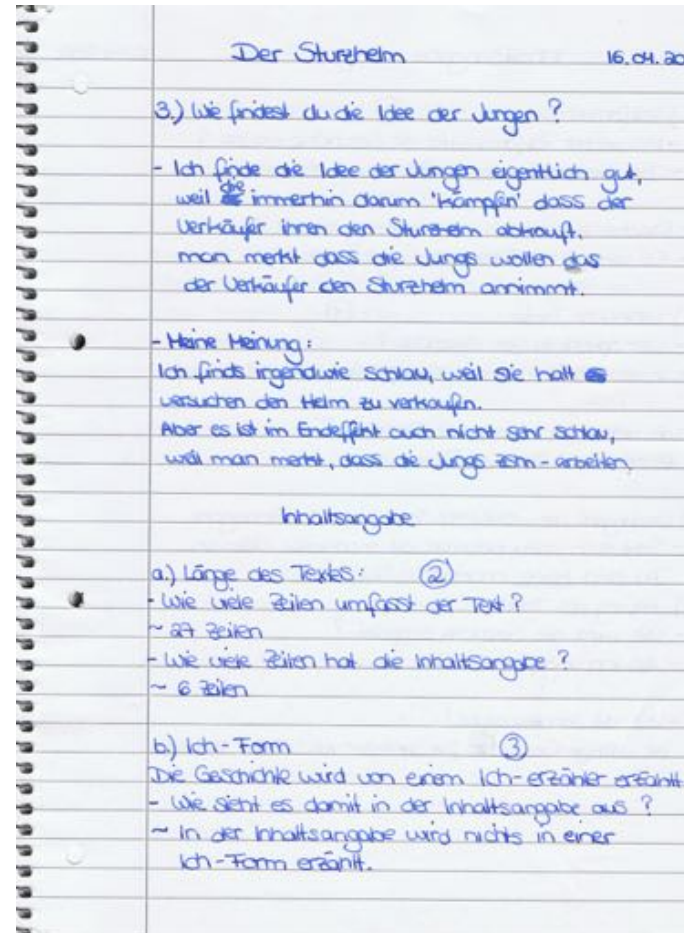 Der Sturzhelm 16.04.20
3.) Wie findest du die Idee der Jungen?
- Ich finde die Idee der Jungen eigentlich gut,
weil die immerhin darum 'kämpfen' dass der
Verkäufer ihnen den Sturzhelm abkauft.
man merkt dass die Jungs wollen das
der Verkäufer den Sturzhelm annimmt.
- Meine Meinung:
Ich finds irgendwie schlau, weil Sie halt
versuchen den Helm zu verkaufen.
Aber es ist im Endeffekt auch nicht sehr schlau,
weil man merkt, dass die Jungs zsm-arbeiten.
Inhaltsangabe
a.) Länge des Textes: 2
- Wie viele Zeilen umfasst der Text?
~ 27 Zeilen
- Wie viele Zeilen hat die Inhaltsangabe?
~ 6 Zeilen
b.) Ich-Form 3
Die Geschichte wird von einem Ich-erzähler erzählt
- Wie sieht es damit in der Inhaltsangabe aus?
~ In der Inhaltsangabe wird nichts in einer
Ich-Form erzählt.